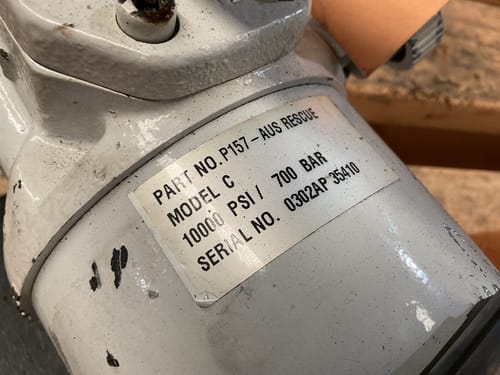 PART NO. P157-AUS RESCUE
MODEL C
10000 PSI / 700 BAR
SERIAL NO. 0302AP 35410